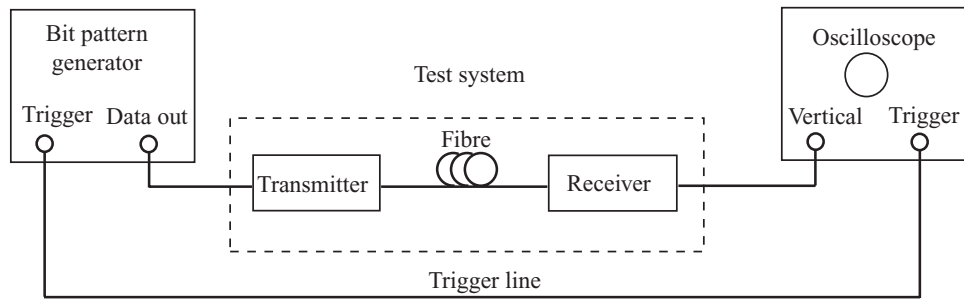 Bit pattern
generator
Trigger
Data out
Test system
Fibre
Transmitter
Receiver
Oscilloscope
Vertical
Trigger
Trigger line